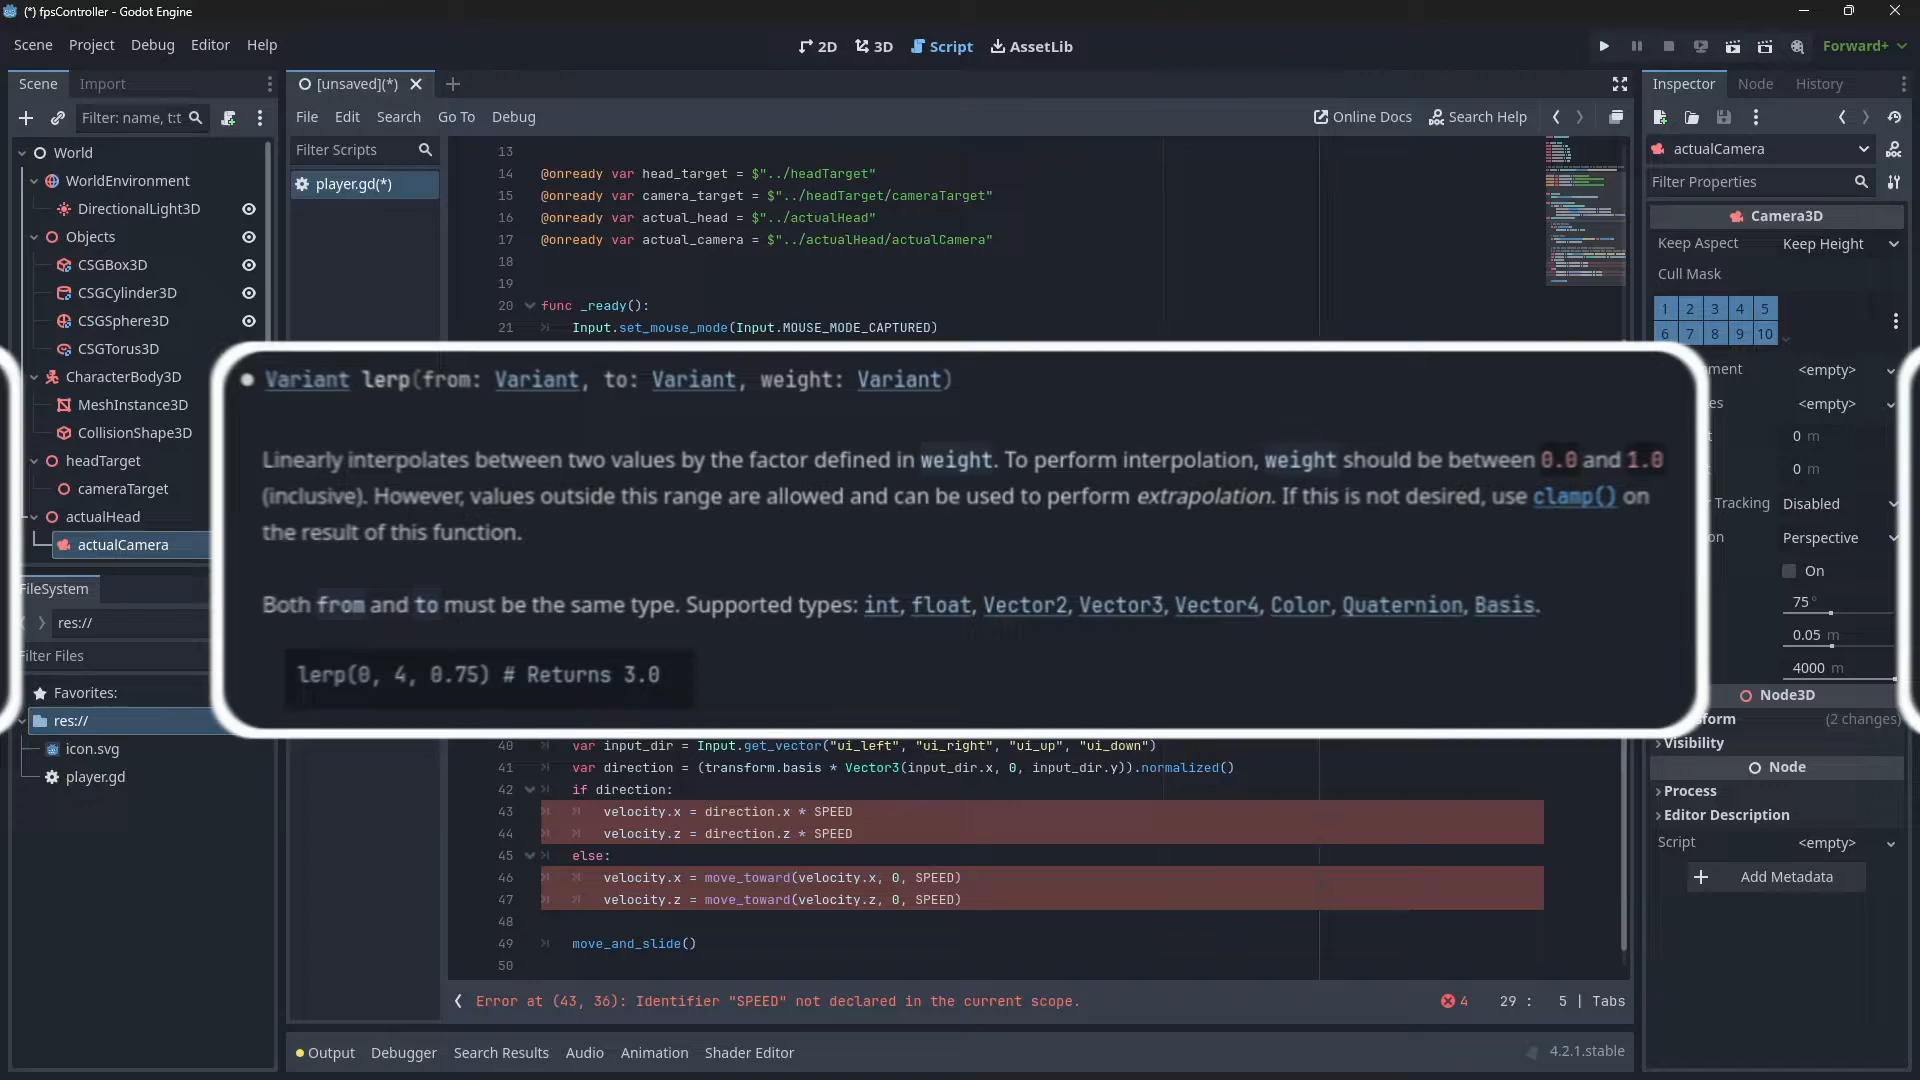 (*) fpsController - Godot Engine
Scene Project Debug Editor Help
2D 3D Script AssetLib
Forward+
Scene Import
Filter: name, t:t
World
WorldEnvironment
DirectionalLight3D
Objects
CSGBox3D
CSGCylinder3D
CSGSphere3D
CSGTorus3D
CharacterBody3D
MeshInstance3D
CollisionShape3D
headTarget
cameraTarget
actualHead
actualCamera
FileSystem
res://
Filter Files
Favorites:
res://
icon.svg
player.gd
[unsaved](*)
File Edit Search Go To Debug
Online Docs Search Help
Filter Scripts
player.gd(*)
13
14 @onready var head_target = $"../headTarget"
15 @onready var camera_target = $"../headTarget/cameraTarget"
16 @onready var actual_head = $"../actualHead"
17 @onready var actual_camera = $"../actualHead/actualCamera"
18
19
20 func _ready():
21 Input.set_mouse_mode(Input.MOUSE_MODE_CAPTURED)
Variant lerp(from: Variant, to: Variant, weight: Variant)
Linearly interpolates between two values by the factor defined in weight. To perform interpolation, weight should be between 0.0 and 1.0
(inclusive). However, values outside this range are allowed and can be used to perform extrapolation. If this is not desired, use clamp() on
the result of this function.
Both from and to must be the same type. Supported types: int, float, Vector2, Vector3, Vector4, Color, Quaternion, Basis.
lerp(0, 4, 0.75) # Returns 3.0
40 var input_dir = Input.get_vector("ui_left", "ui_right", "ui_up", "ui_down")
41 var direction = (transform.basis * Vector3(input_dir.x, 0, input_dir.y)).normalized()
42 if direction:
43 velocity.x = direction.x * SPEED
44 velocity.z = direction.z * SPEED
45 else:
46 velocity.x = move_toward(velocity.x, 0, SPEED)
47 velocity.z = move_toward(velocity.z, 0, SPEED)
48
49 move_and_slide()
50
Error at (43, 36): Identifier "SPEED" not declared in the current scope.
4 29 : 5 | Tabs
Output Debugger Search Results Audio Animation Shader Editor
4.2.1.stable
Inspector Node History
actualCamera
Filter Properties
Camera3D
Keep Aspect Keep Height
Cull Mask
1 2 3 4 5
6 7 8 9 10
ment <empty>
es <empty>
t 0 m
t 0 m
r Tracking Disabled
on Perspective
On
75 °
0.05 m
4000 m
Node3D
form (2 changes)
Visibility
Node
Process
Editor Description
Script <empty>
Add Metadata